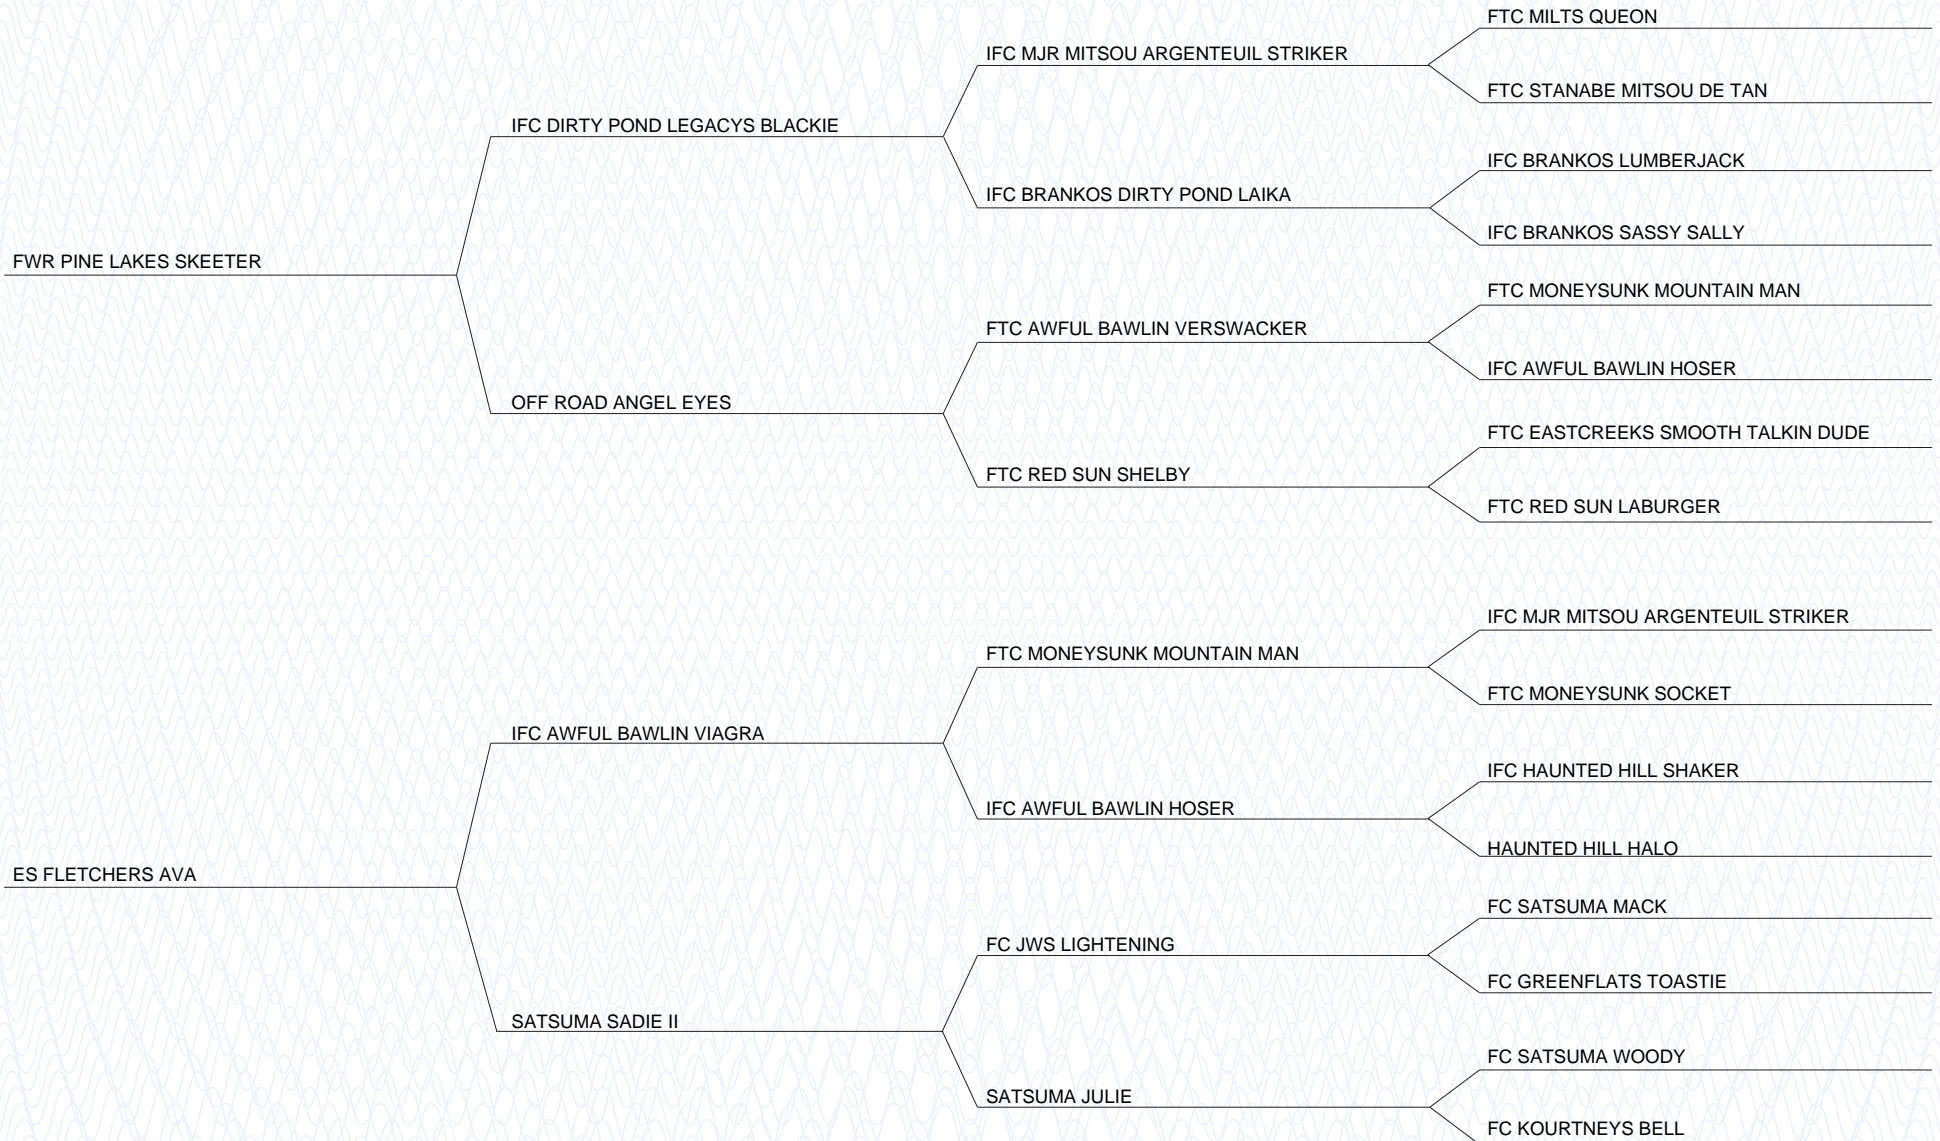 FTC MILTS QUEON
IFC MJR MITSOU ARGENTEUIL STRIKER
FTC STANABE MITSOU DE TAN
IFC DIRTY POND LEGACYS BLACKIE
IFC BRANKOS LUMBERJACK
IFC BRANKOS DIRTY POND LAIKA
IFC BRANKOS SASSY SALLY
FWR PINE LAKES SKEETER
FTC MONEYSUNK MOUNTAIN MAN
FTC AWFUL BAWLIN VERSWACKER
IFC AWFUL BAWLIN HOSER
OFF ROAD ANGEL EYES
FTC EASTCREEKS SMOOTH TALKIN DUDE
FTC RED SUN SHELBY
FTC RED SUN LABURGER
IFC MJR MITSOU ARGENTEUIL STRIKER
FTC MONEYSUNK MOUNTAIN MAN
FTC MONEYSUNK SOCKET
IFC AWFUL BAWLIN VIAGRA
IFC HAUNTED HILL SHAKER
IFC AWFUL BAWLIN HOSER
HAUNTED HILL HALO
ES FLETCHERS AVA
FC SATSUMA MACK
FC JWS LIGHTENING
FC GREENFLATS TOASTIE
SATSUMA SADIE II
FC SATSUMA WOODY
SATSUMA JULIE
FC KOURTNEYS BELL